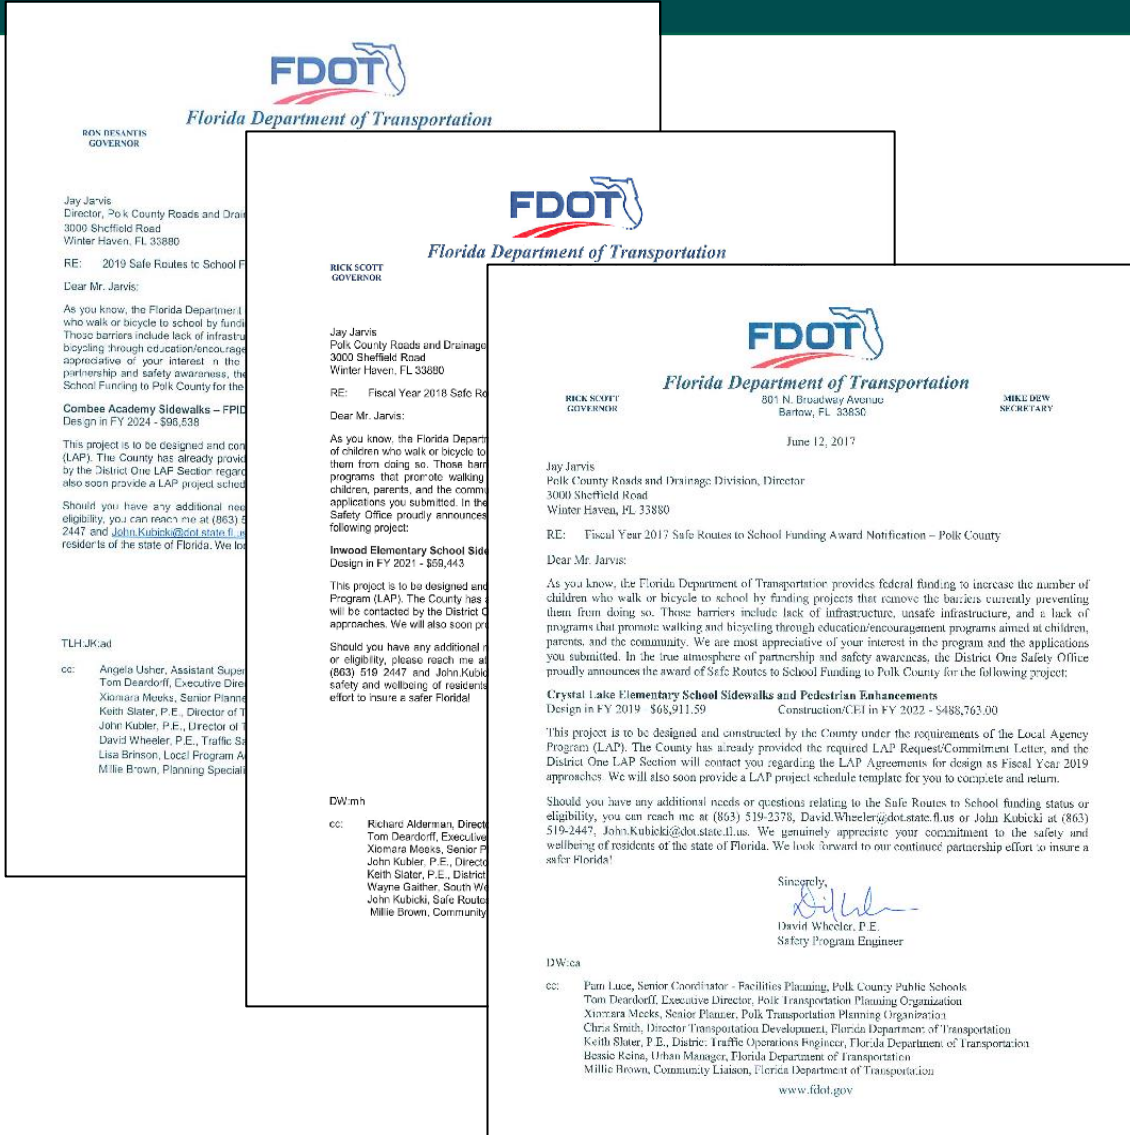 FDOT
Florida Department of Transportation
RON DESANTIS
GOVERNOR
Jay Jarvis
Director, Polk County Roads and Drai
3000 Sheffield Road
Winter Haven, FL 33880
RE: 2019 Safe Routes to School F
Dear Mr. Jarvis:
As you know, the Florida Department
who walk or bicycle to school by fundi
Those barriers include lack of infrastru
bicycling through education/encourage
appreciative of your interest in the
partnership and safety awareness, the
School Funding to Polk County for the
Combee Academy Sidewalks – FPID
Design in FY 2024 - $96,538
This project is to be designed and con
(LAP). The County has already provid
by the District One LAP Section regard
also soon provide a LAP project sched
Should you have any additional nee
eligibility, you can reach me at (863) 5
2447 and John.Kubicki@dot.state.fl.us
residents of the state of Florida. We loo
TLH:JK:ad
cc: Angela Usher, Assistant Super
Tom Deardorff, Executive Dire
Xiomara Meeks, Senior Planne
Keith Slater, P.E., Director of T
John Kubler, P.E., Director of T
David Wheeler, P.E., Traffic Sa
Lisa Brinson, Local Program A
Millie Brown, Planning Speciali
FDOT
Florida Department of Transportation
RICK SCOTT
GOVERNOR
Jay Jarvis
Polk County Roads and Drainage
3000 Sheffield Road
Winter Haven, FL 33880
RE: Fiscal Year 2018 Safe Ro
Dear Mr. Jarvis:
As you know, the Florida Departm
of children who walk or bicycle to
them from doing so. Those barr
programs that promote walking
children, parents, and the commu
applications you submitted. In the
Safety Office proudly announces
following project:
Inwood Elementary School Side
Design in FY 2021 - $59,443
This project is to be designed and
Program (LAP). The County has
will be contacted by the District O
approaches. We will also soon pr
Should you have any additional n
or eligibility, please reach me at
(863) 519 2447 and John.Kubic
safety and wellbeing of residents
effort to insure a safer Florida!
DW:mh
cc: Richard Alderman, Directo
Tom Deardorff, Executive
Xiomara Meeks, Senior P
John Kubler, P.E., Directo
Keith Slater, P.E., District
Wayne Gaither, South We
John Kubicki, Safe Route
Millie Brown, Community
FDOT
Florida Department of Transportation
RICK SCOTT
GOVERNOR
801 N. Broadway Avenue
Bartow, FL 33830
MIKE DEW
SECRETARY
June 12, 2017
Jay Jarvis
Polk County Roads and Drainage Division, Director
3000 Sheffield Road
Winter Haven, FL 33880
RE: Fiscal Year 2017 Safe Routes to School Funding Award Notification – Polk County
Dear Mr. Jarvis:
As you know, the Florida Department of Transportation provides federal funding to increase the number of
children who walk or bicycle to school by funding projects that remove the barriers currently preventing
them from doing so. Those barriers include lack of infrastructure, unsafe infrastructure, and a lack of
programs that promote walking and bicycling through education/encouragement programs aimed at children,
parents, and the community. We are most appreciative of your interest in the program and the applications
you submitted. In the true atmosphere of partnership and safety awareness, the District One Safety Office
proudly announces the award of Safe Routes to School Funding to Polk County for the following project:
Crystal Lake Elementary School Sidewalks and Pedestrian Enhancements
Design in FY 2019 - $68,911.59 Construction/CEI in FY 2022 - $488,763.00
This project is to be designed and constructed by the County under the requirements of the Local Agency
Program (LAP). The County has already provided the required LAP Request/Commitment Letter, and the
District One LAP Section will contact you regarding the LAP Agreements for design as Fiscal Year 2019
approaches. We will also soon provide a LAP project schedule template for you to complete and return.
Should you have any additional needs or questions relating to the Safe Routes to School funding status or
eligibility, you can reach me at (863) 519-2378, David.Wheeler@dot.state.fl.us or John Kubicki at (863)
519-2447, John.Kubicki@dot.state.fl.us. We genuinely appreciate your commitment to the safety and
wellbeing of residents of the state of Florida. We look forward to our continued partnership effort to insure a
safer Florida!
Sincerely,
David Wheeler, P.E.
Safety Program Engineer
DW:ca
cc: Pam Luce, Senior Coordinator - Facilities Planning, Polk County Public Schools
Tom Deardorff, Executive Director, Polk Transportation Planning Organization
Xiomara Meeks, Senior Planner, Polk Transportation Planning Organization
Chris Smith, Director Transportation Development, Florida Department of Transportation
Keith Slater, P.E., District Traffic Operations Engineer, Florida Department of Transportation
Bessie Reina, Urban Manager, Florida Department of Transportation
Millie Brown, Community Liaison, Florida Department of Transportation
www.fdot.gov